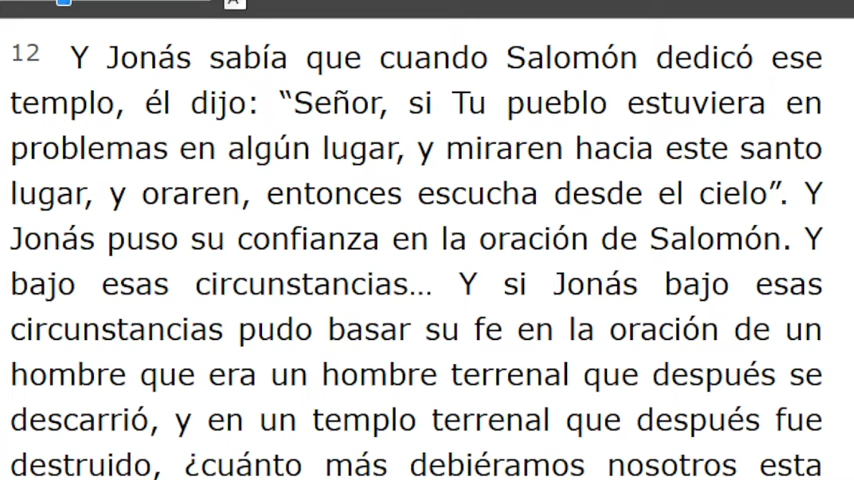 12 Y Jonás sabía que cuando Salomón dedicó ese
templo, él dijo: “Señor, si Tu pueblo estuviera en
problemas en algún lugar, y miraren hacia este santo
lugar, y oraren, entonces escucha desde el cielo”. Y
Jonás puso su confianza en la oración de Salomón. Y
bajo esas circunstancias… Y si Jonás bajo esas
circunstancias pudo basar su fe en la oración de un
hombre que era un hombre terrenal que después se
descarrió, y en un templo terrenal que después fue
destruido, ¿cuánto más debiéramos nosotros esta